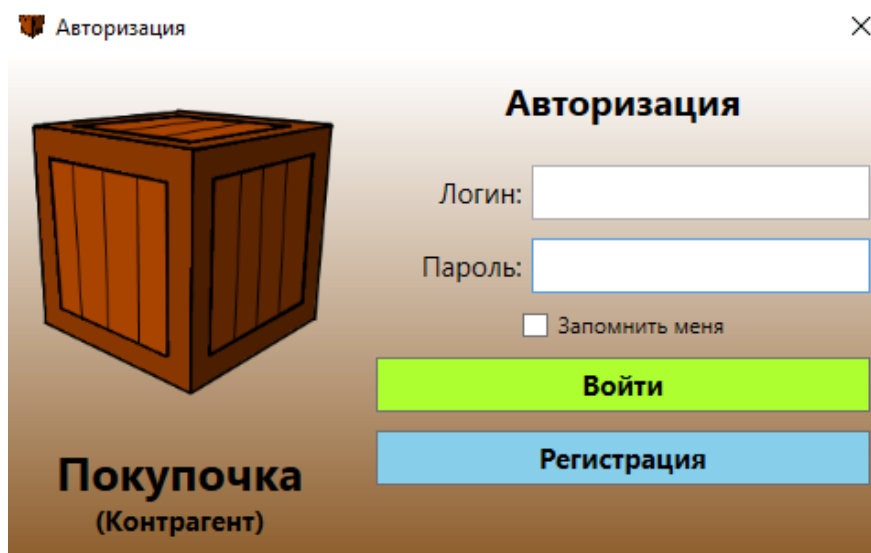 Авторизация
Авторизация
Логин:
Пароль:
Запомнить меня
Войти
Регистрация
Покупочка
(Контрагент)